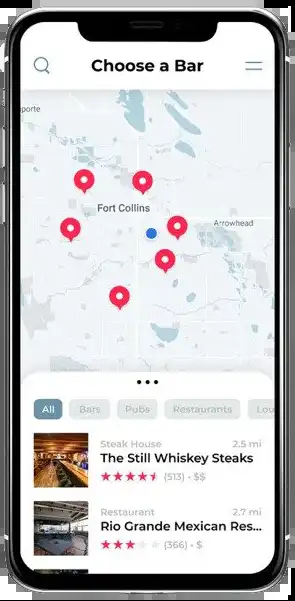 Choose a Bar
porte
Fort Collins
Arrowhead
All Bars Pubs Restaurants Lou
Steak House 2.5 mi
The Still Whiskey Steaks
(513) • $$
Restaurant 2.7 mi
Rio Grande Mexican Res...
(366) • $